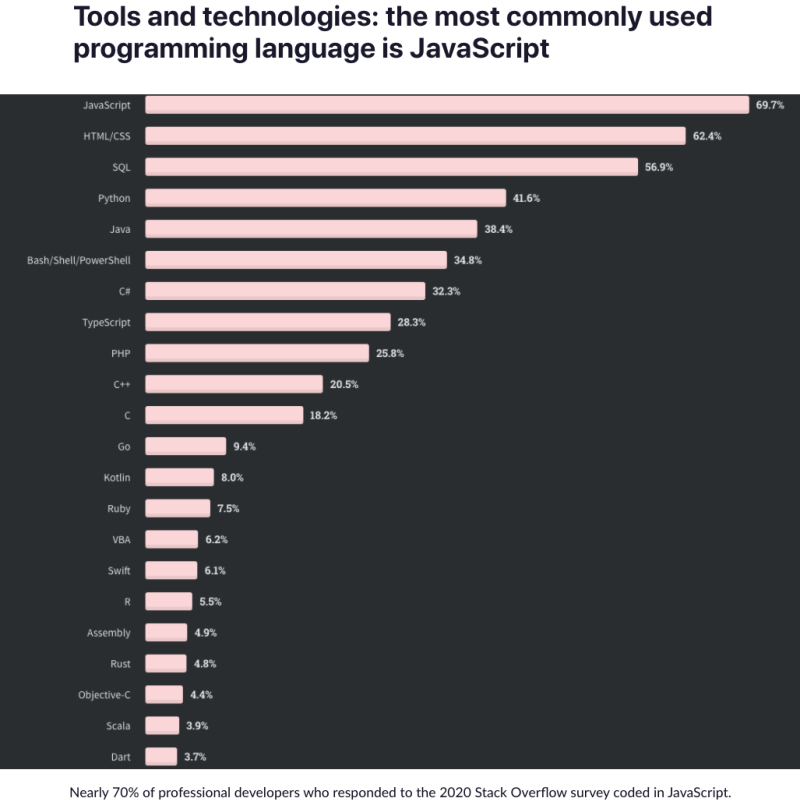 Tools and technologies: the most commonly used
programming language is JavaScript
JavaScript 69.7%
HTML/CSS 62.4%
SQL 56.9%
Python 41.6%
Java 38.4%
Bash/Shell/PowerShell 34.8%
C# 32.3%
TypeScript 28.3%
PHP 25.8%
C++ 20.5%
C 18.2%
Go 9.4%
Kotlin 8.0%
Ruby 7.5%
VBA 6.2%
Swift 6.1%
R 5.5%
Assembly 4.9%
Rust 4.8%
Objective-C 4.4%
Scala 3.9%
Dart 3.7%
Nearly 70% of professional developers who responded to the 2020 Stack Overflow survey coded in JavaScript.